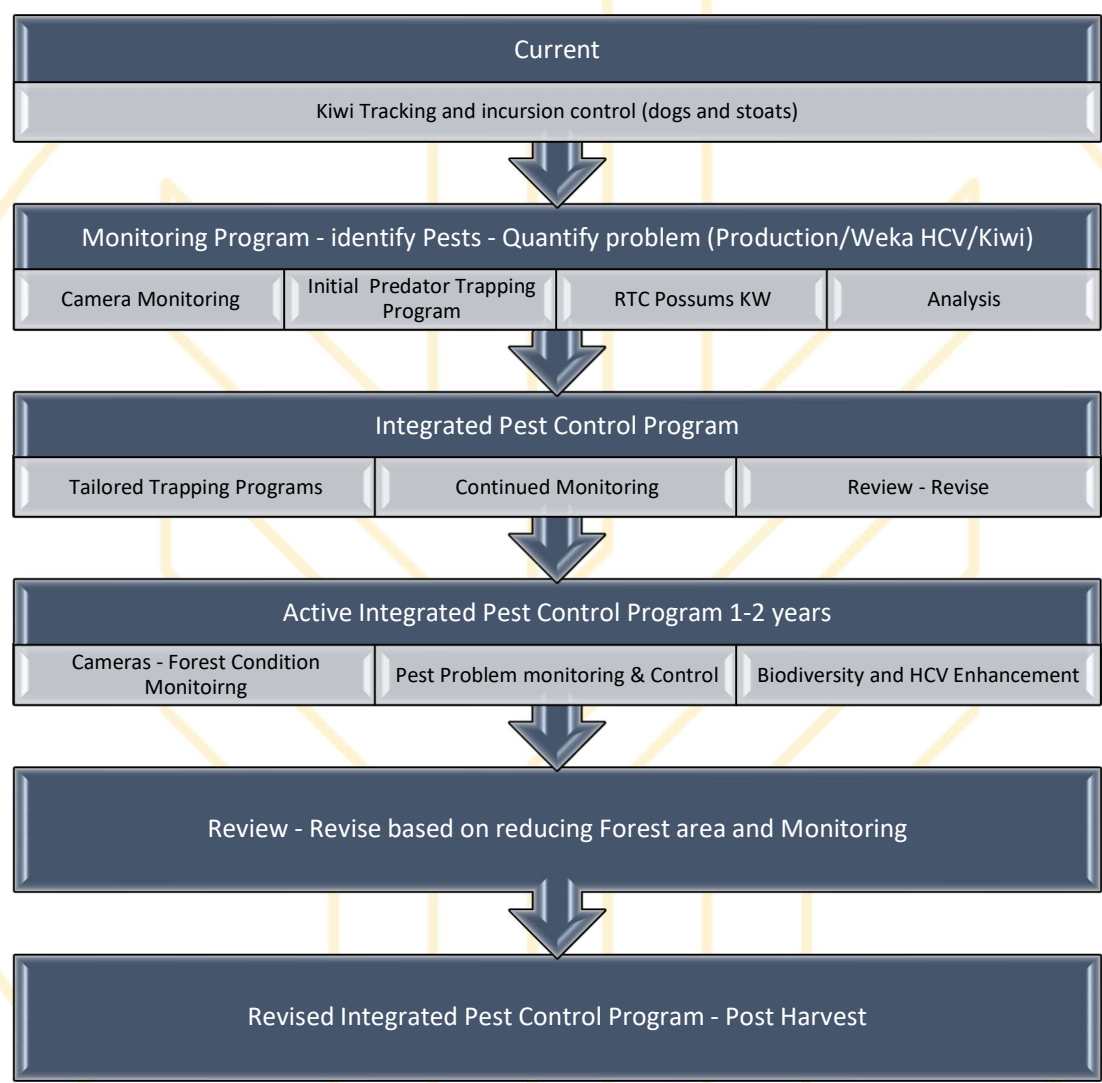 Current
Kiwi Tracking and incursion control (dogs and stoats)
Monitoring Program - identify Pests - Quantify problem (Production/Weka HCV/Kiwi)
Camera Monitoring
Initial Predator Trapping
Program
RTC Possums KW
Analysis
Integrated Pest Control Program
Tailored Trapping Programs
Continued Monitoring
Review - Revise
Active Integrated Pest Control Program 1-2 years
Cameras - Forest Condition
Monitoirng
Pest Problem monitoring & Control
Biodiversity and HCV Enhancement
Review - Revise based on reducing Forest area and Monitoring
Revised Integrated Pest Control Program - Post Harvest